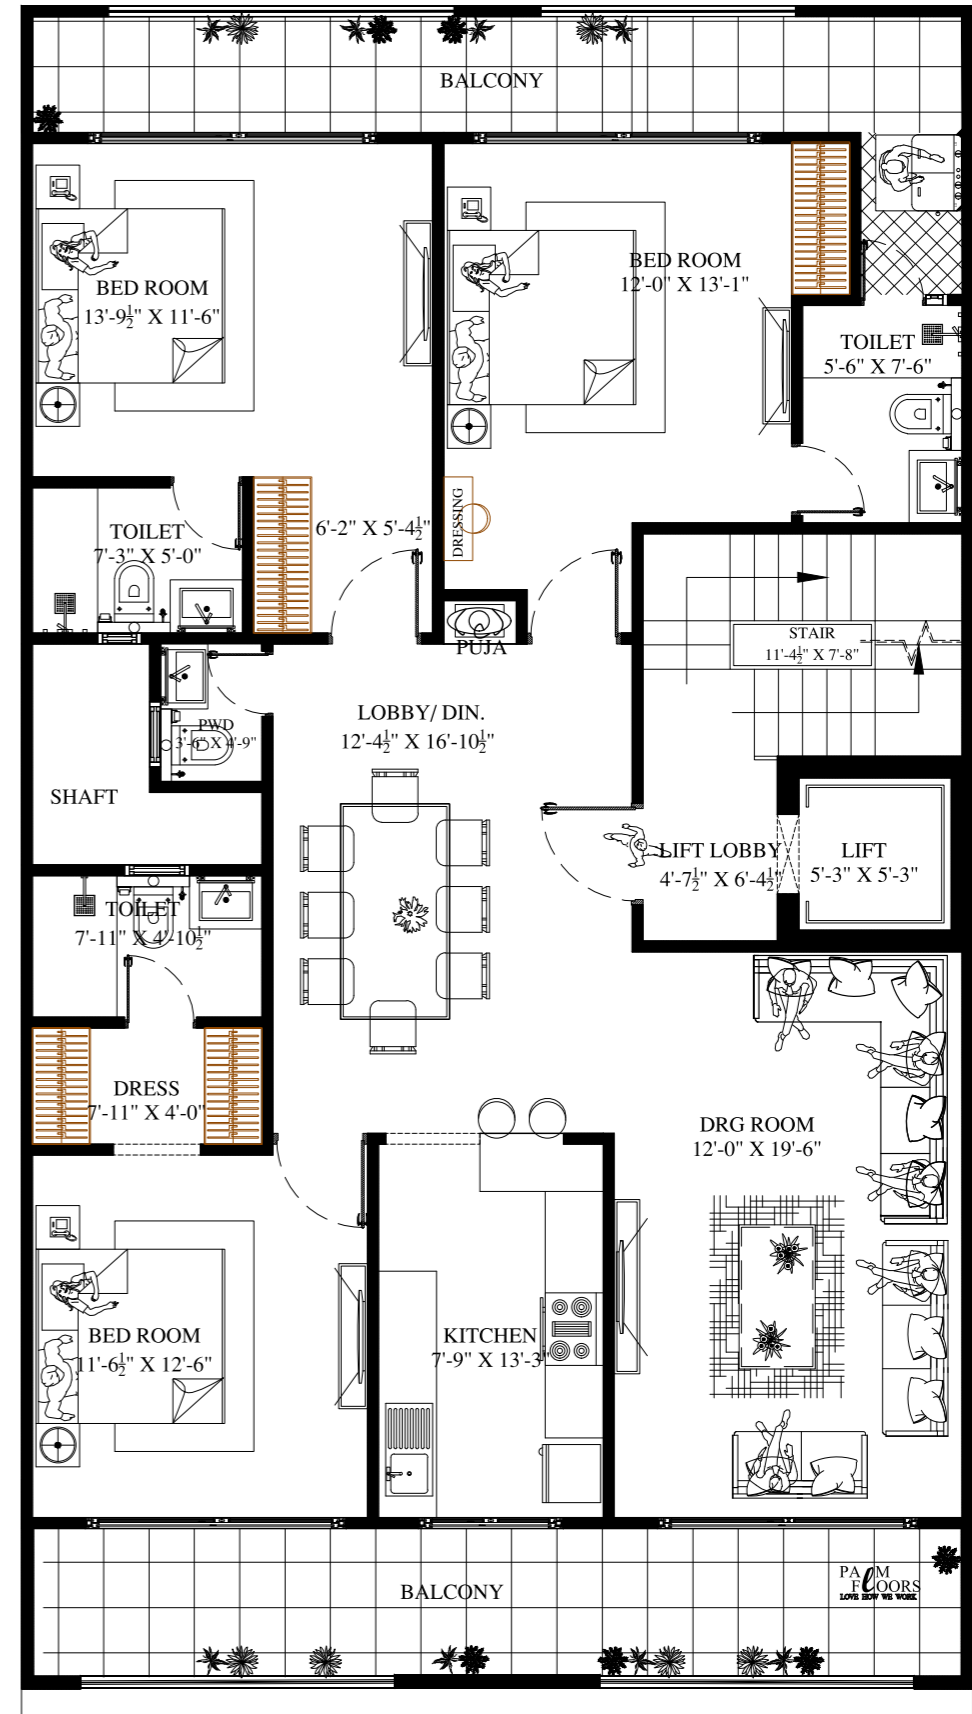 BALCONY
BED ROOM
13'-9½" X 11'-6"
BED ROOM
12'-0" X 13'-1"
TOILET
5'-6" X 7'-6"
DRESSING
6'-2" X 5'-4½"
TOILET
7'-3" X 5'-0"
PUJA
STAIR
11'-4½" X 7'-8"
PWD
3'-6" X 4'-9"
LOBBY/ DIN.
12'-4½" X 16'-10½"
SHAFT
LIFT LOBBY
4'-7½" X 6'-4½"
LIFT
5'-3" X 5'-3"
TOILET
7'-11" X 4'-10½"
DRESS
7'-11" X 4'-0"
DRG ROOM
12'-0" X 19'-6"
BED ROOM
11'-6½" X 12'-6"
KITCHEN
7'-9" X 13'-3"
BALCONY
PALM
FLOORS
LOVE HOW WE WORK